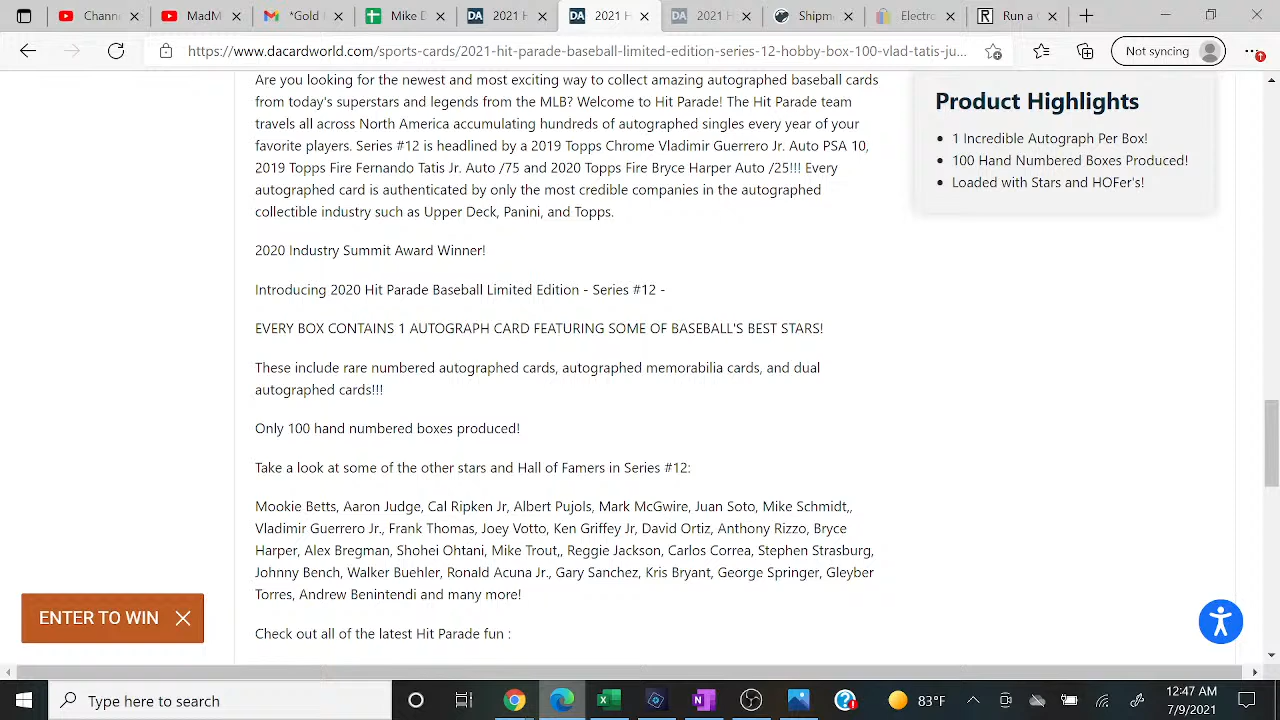 Chann
MadM
*Gold
Mike D
DA
2021 H
DA
2021 H
DA
2021 H
Shipm
Electro
R
Run a
https://www.dacardworld.com/sports-cards/2021-hit-parade-baseball-limited-edition-series-12-hobby-box-100-vlad-tatis-ju...
Not syncing
Are you looking for the newest and most exciting way to collect amazing autographed baseball cards
from today's superstars and legends from the MLB? Welcome to Hit Parade! The Hit Parade team
travels all across North America accumulating hundreds of autographed singles every year of your
favorite players. Series #12 is headlined by a 2019 Topps Chrome Vladimir Guerrero Jr. Auto PSA 10,
2019 Topps Fire Fernando Tatis Jr. Auto /75 and 2020 Topps Fire Bryce Harper Auto /25!!! Every
autographed card is authenticated by only the most credible companies in the autographed
collectible industry such as Upper Deck, Panini, and Topps.
2020 Industry Summit Award Winner!
Introducing 2020 Hit Parade Baseball Limited Edition - Series #12 -
EVERY BOX CONTAINS 1 AUTOGRAPH CARD FEATURING SOME OF BASEBALL'S BEST STARS!
These include rare numbered autographed cards, autographed memorabilia cards, and dual
autographed cards!!!
Only 100 hand numbered boxes produced!
Take a look at some of the other stars and Hall of Famers in Series #12:
Mookie Betts, Aaron Judge, Cal Ripken Jr, Albert Pujols, Mark McGwire, Juan Soto, Mike Schmidt,,
Vladimir Guerrero Jr., Frank Thomas, Joey Votto, Ken Griffey Jr, David Ortiz, Anthony Rizzo, Bryce
Harper, Alex Bregman, Shohei Ohtani, Mike Trout,, Reggie Jackson, Carlos Correa, Stephen Strasburg,
Johnny Bench, Walker Buehler, Ronald Acuna Jr., Gary Sanchez, Kris Bryant, George Springer, Gleyber
Torres, Andrew Benintendi and many more!
Check out all of the latest Hit Parade fun :
Product Highlights
1 Incredible Autograph Per Box!
100 Hand Numbered Boxes Produced!
Loaded with Stars and HOFer's!
ENTER TO WIN
Type here to search
83°F
12:47 AM
7/9/2021